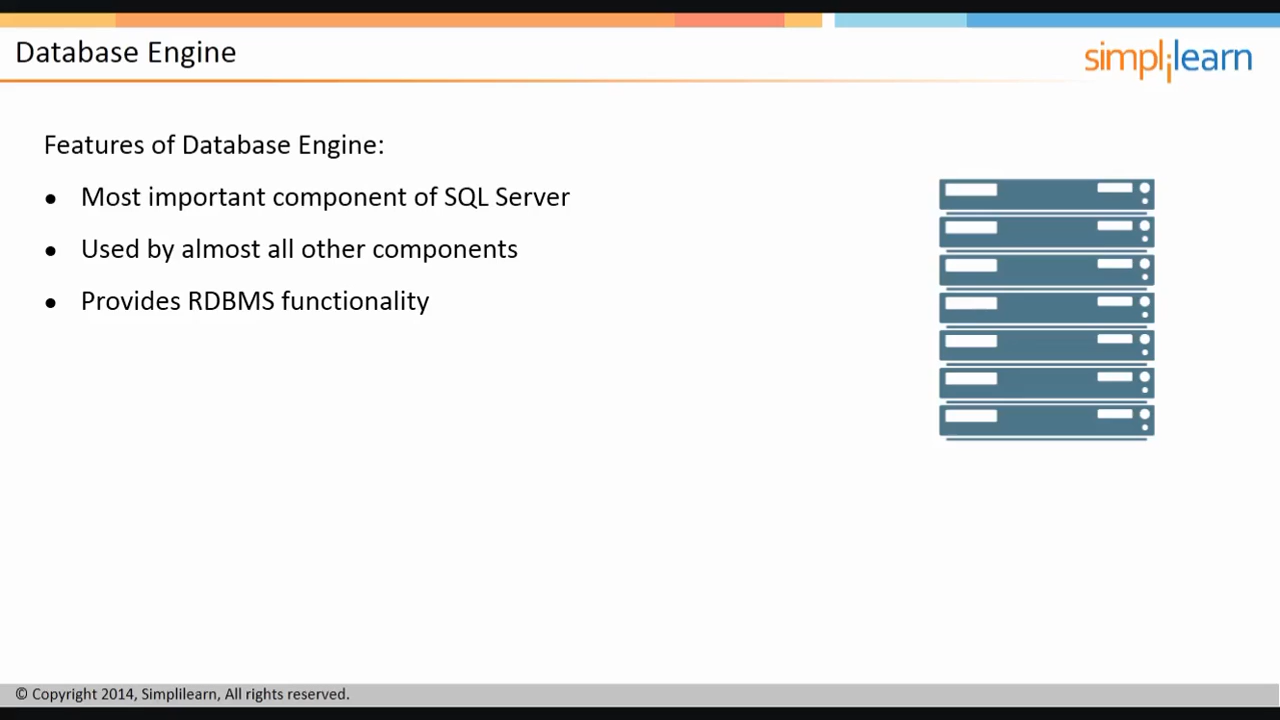 Database Engine
simplilearn
Features of Database Engine:
• Most important component of SQL Server
• Used by almost all other components
• Provides RDBMS functionality
© Copyright 2014, Simplilearn, All rights reserved.